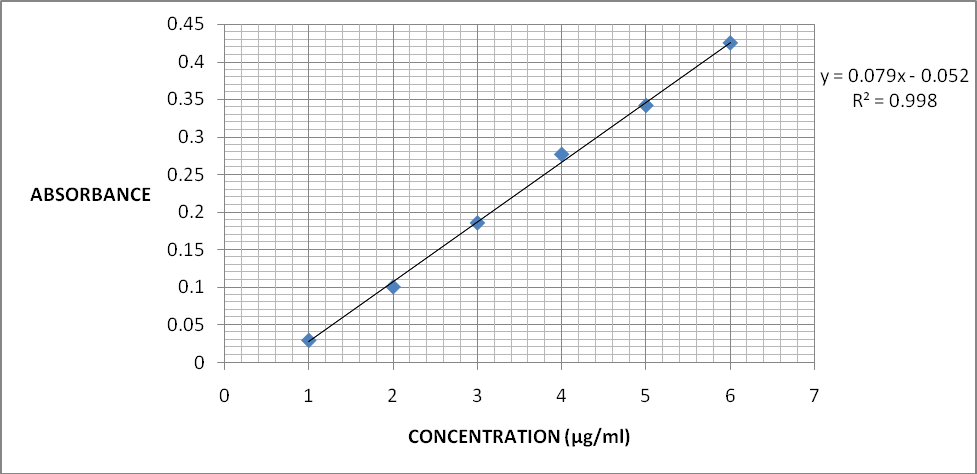 0.45
0.4
0.35
0.3
0.25
0.2
0.15
0.1
0.05
0
ABSORBANCE
y = 0.079x - 0.052
R² = 0.998
0 1 2 3 4 5 6 7
CONCENTRATION (µg/ml)